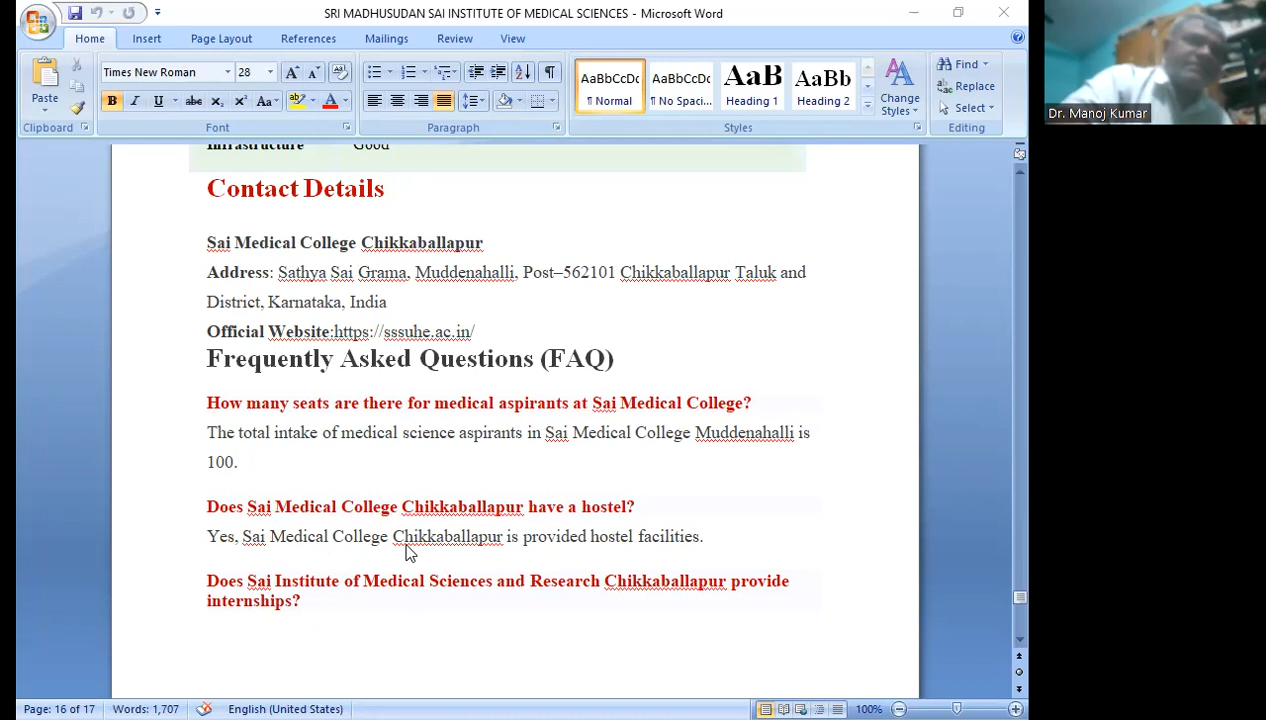 SRI MADHUSUDAN SAI INSTITUTE OF MEDICAL SCIENCES - Microsoft Word
Home Insert Page Layout References Mailings Review View
Paste
Times New Roman 28
B I U abc x₂ x² Aa
AaBbCcDc AaBbCcDc AaB AaBbC
¶ Normal ¶ No Spaci... Heading 1 Heading 2
Change Styles
Find
Replace
Select
Clipboard Font Paragraph Styles Editing
Dr. Manoj Kumar
Infrastructure Good
Contact Details
Sai Medical College Chikkaballapur
Address: Sathya Sai Grama, Muddenahalli, Post–562101 Chikkaballapur Taluk and
District, Karnataka, India
Official Website:https://sssuhe.ac.in/
Frequently Asked Questions (FAQ)
How many seats are there for medical aspirants at Sai Medical College?
The total intake of medical science aspirants in Sai Medical College Muddenahalli is
100.
Does Sai Medical College Chikkaballapur have a hostel?
Yes, Sai Medical College Chikkaballapur is provided hostel facilities.
Does Sai Institute of Medical Sciences and Research Chikkaballapur provide
internships?
Page: 16 of 17 Words: 1,707 English (United States) 100%